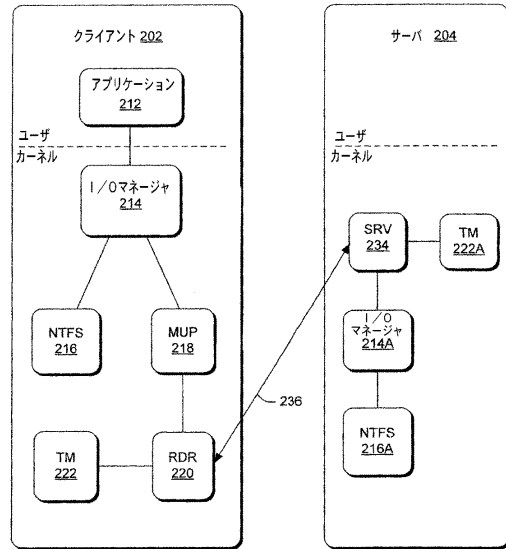 クライアント 202
アプリケーション
212
ユーザ
カーネル
I/Oマネージャ
214
NTFS
216
MUP
218
TM
222
RDR
220
236
サーバ 204
ユーザ
カーネル
SRV
234
TM
222A
I/O
マネージャ
214A
NTFS
216A